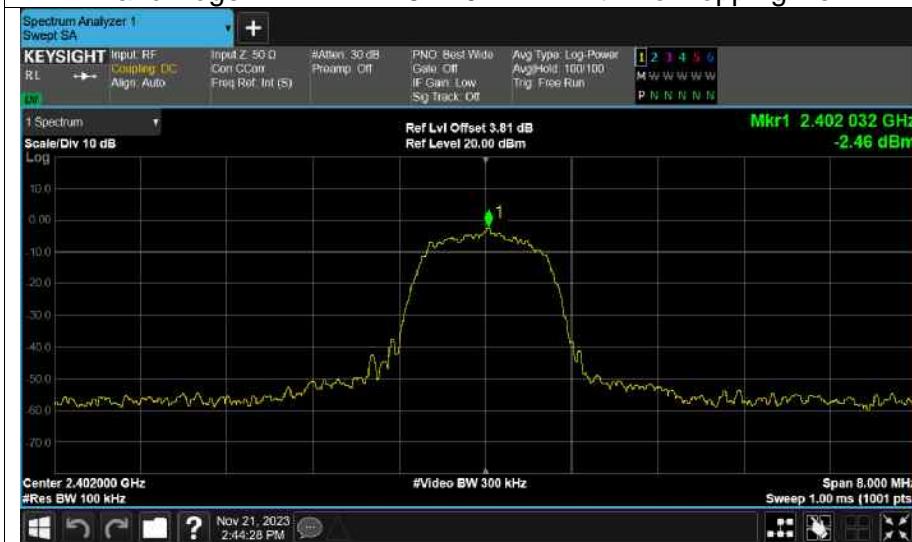 Spectrum Analyzer 1
Swept SA
+
KEYSIGHT
RL
Input: RF
Coupling: DC
Align: Auto
Input Z: 50 Ω
Corr CCorr
Freq Ref: Int (S)
#Atten: 30 dB
Preamp: Off
PNO: Best Wide
Gate: Off
IF Gain: Low
Sig Track: Off
Avg Type: Log-Power
Avg|Hold: 100/100
Trig: Free Run
1 2 3 4 5 6
M W W W W W
P N N N N N
1 Spectrum
Scale/Div 10 dB
Log
Ref Lvl Offset 3.81 dB
Ref Level 20.00 dBm
Mkr1 2.402 032 GHz
-2.46 dBm
10.0
0.00
-10.0
-20.0
-30.0
-40.0
-50.0
-60.0
-70.0
1
Center 2.402000 GHz
#Res BW 100 kHz
#Video BW 300 kHz
Span 8.000 MHz
Sweep 1.00 ms (1001 pts
?
Nov 21, 2023
2:44:28 PM